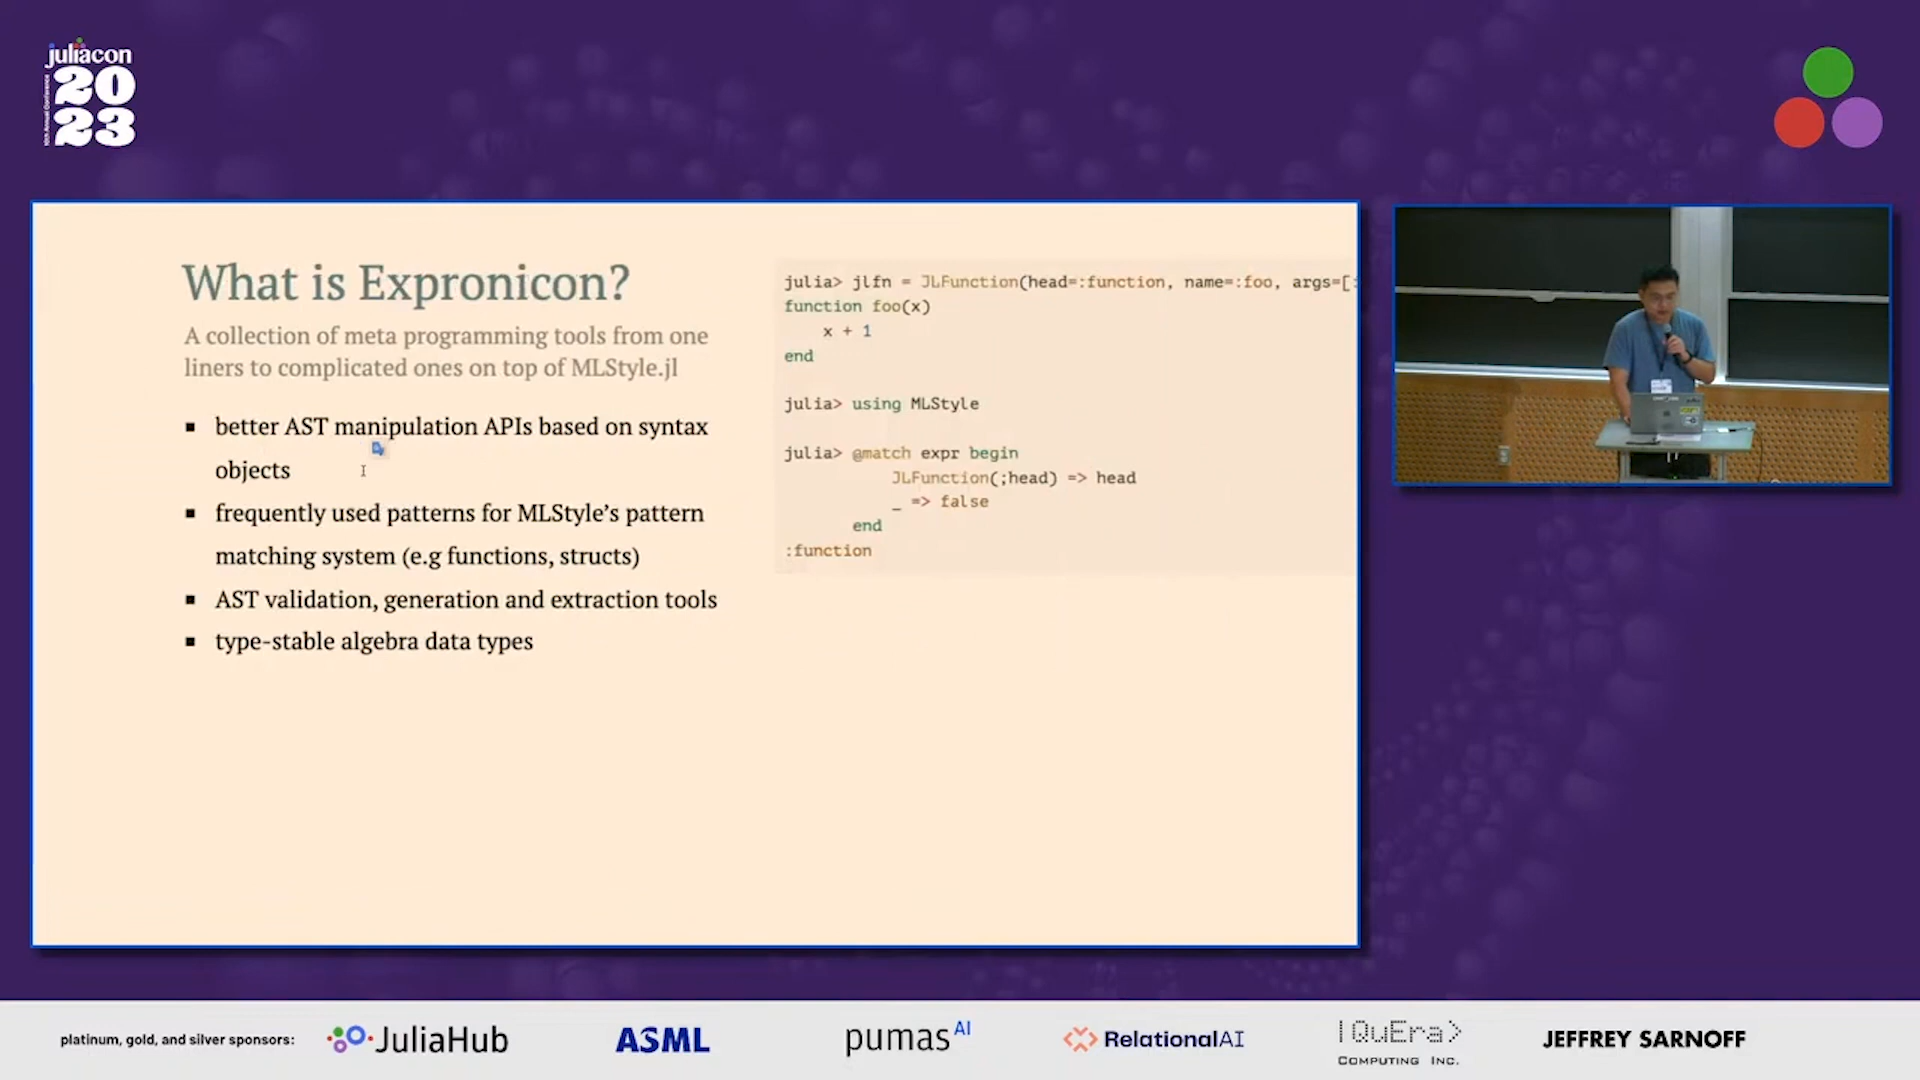 juliacon
20
23
What is Expronicon?
A collection of meta programming tools from one
liners to complicated ones on top of MLStyle.jl
▪ better AST manipulation APIs based on syntax
objects
▪ frequently used patterns for MLStyle’s pattern
matching system (e.g functions, structs)
▪ AST validation, generation and extraction tools
▪ type-stable algebra data types
julia> jlfn = JLFunction(head=:function, name=:foo, args=[:
function foo(x)
    x + 1
end
julia> using MLStyle
julia> @match expr begin
           JLFunction(;head) => head
           _ => false
       end
:function
platinum, gold, and silver sponsors:
JuliaHub
ASML
pumasAI
RelationalAI
|QuEra>
COMPUTING INC.
JEFFREY SARNOFF